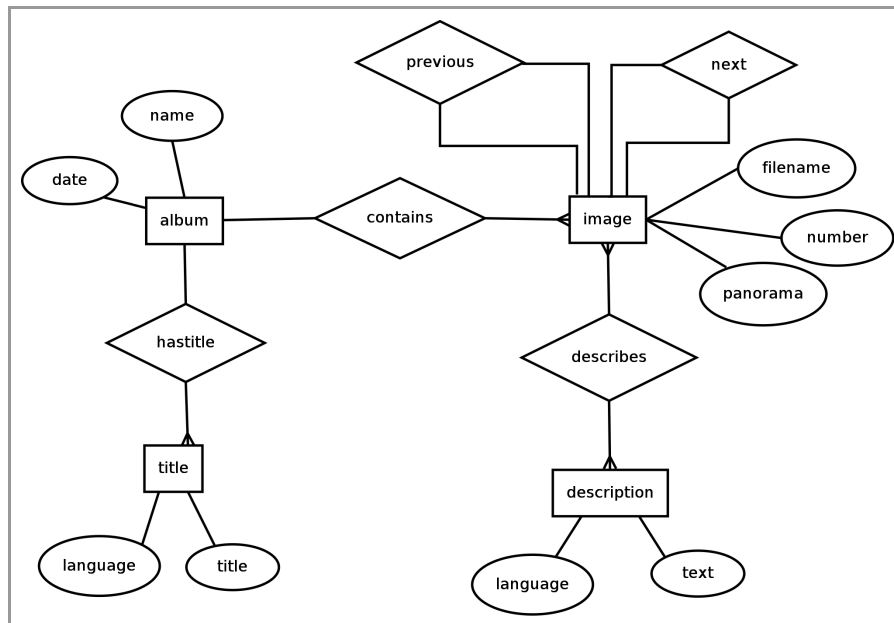 previous
next
name
date
filename
album
contains
image
number
panorama
hastitle
describes
title
description
language
title
language
text